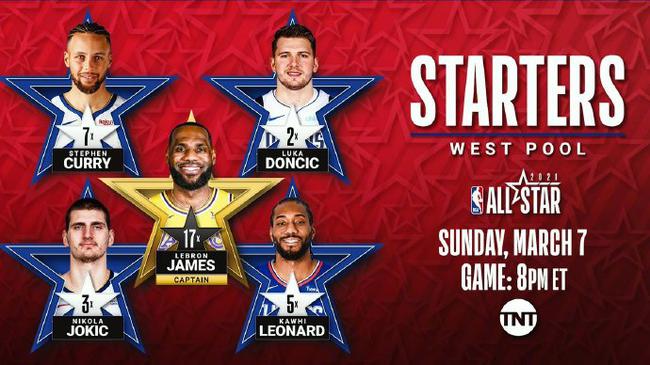 7x
STEPHEN
CURRY
2x
LUKA
DONCIC
17x
LEBRON
JAMES
CAPTAIN
3x
NIKOLA
JOKIC
5x
KAWHI
LEONARD
STARTERS
WEST POOL
2021
NBA
ALL STAR
SUNDAY, MARCH 7
GAME: 8PM ET
TNT